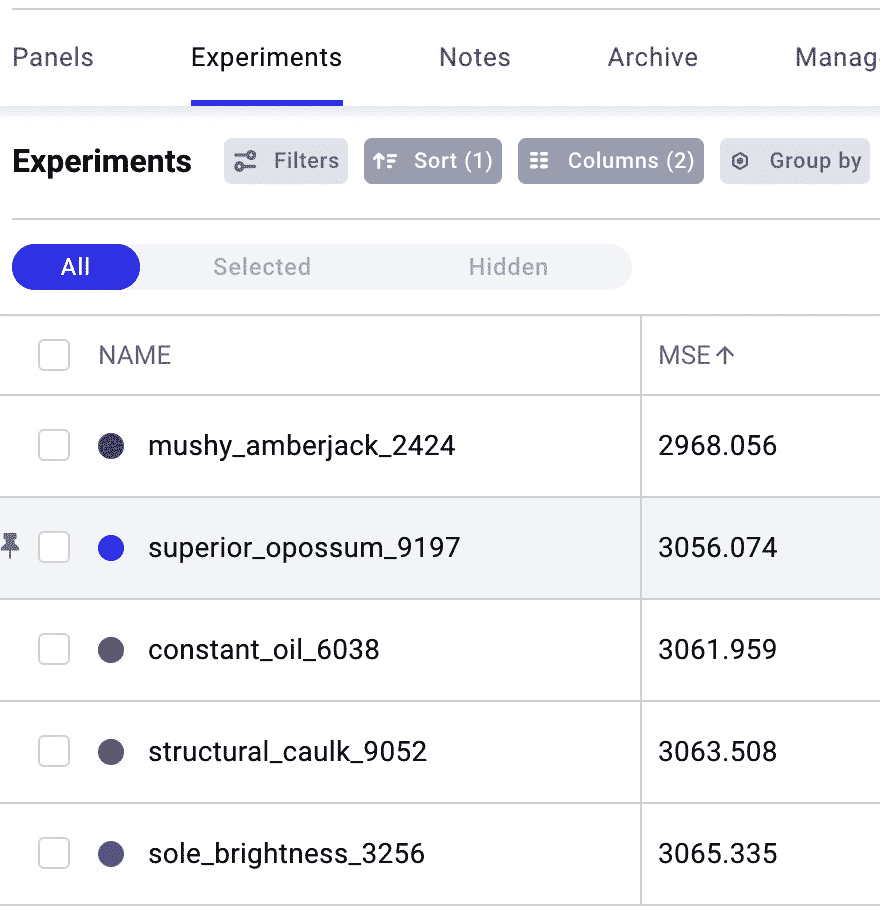 Panels Experiments Notes Archive Manag
Experiments Filters Sort (1) Columns (2) Group by
All Selected Hidden
NAME MSE↑
mushy_amberjack_2424 2968.056
superior_opossum_9197 3056.074
constant_oil_6038 3061.959
structural_caulk_9052 3063.508
sole_brightness_3256 3065.335